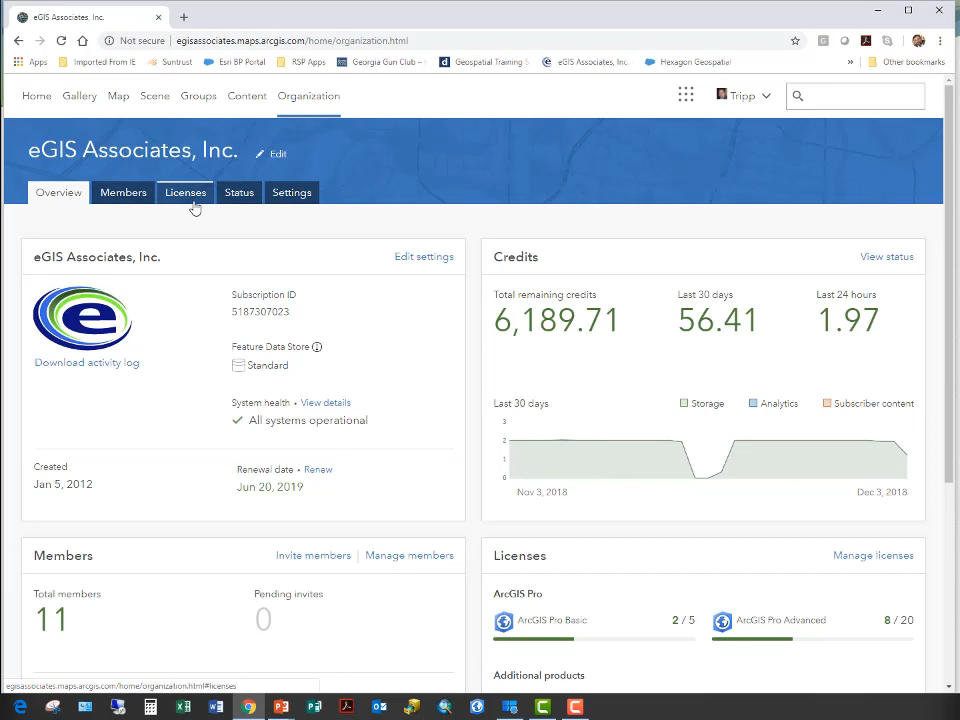 eGIS Associates, Inc.
Not secure egisassociates.maps.arcgis.com/home/organization.html
Apps Imported From IE Suntrust Esri BP Portal RSP Apps Georgia Gun Club – Geospatial Training S eGIS Associates, Inc. Hexagon Geospatial » Other bookmarks
Home Gallery Map Scene Groups Content Organization Tripp
eGIS Associates, Inc. Edit
Overview Members Licenses Status Settings
eGIS Associates, Inc. Edit settings
Credits View status
Subscription ID
5187307023
Feature Data Store
Standard
Download activity log
System health • View details
All systems operational
Created
Jan 5, 2012
Renewal date • Renew
Jun 20, 2019
Total remaining credits Last 30 days Last 24 hours
6,189.71 56.41 1.97
Last 30 days Storage Analytics Subscriber content
3
2
1
0
Nov 3, 2018 Dec 3, 2018
Members Invite members Manage members
Total members Pending invites
11 0
Licenses Manage licenses
ArcGIS Pro
ArcGIS Pro Basic 2 / 5 ArcGIS Pro Advanced 8 / 20
Additional products
egisassociates.maps.arcgis.com/home/organization.html#licenses